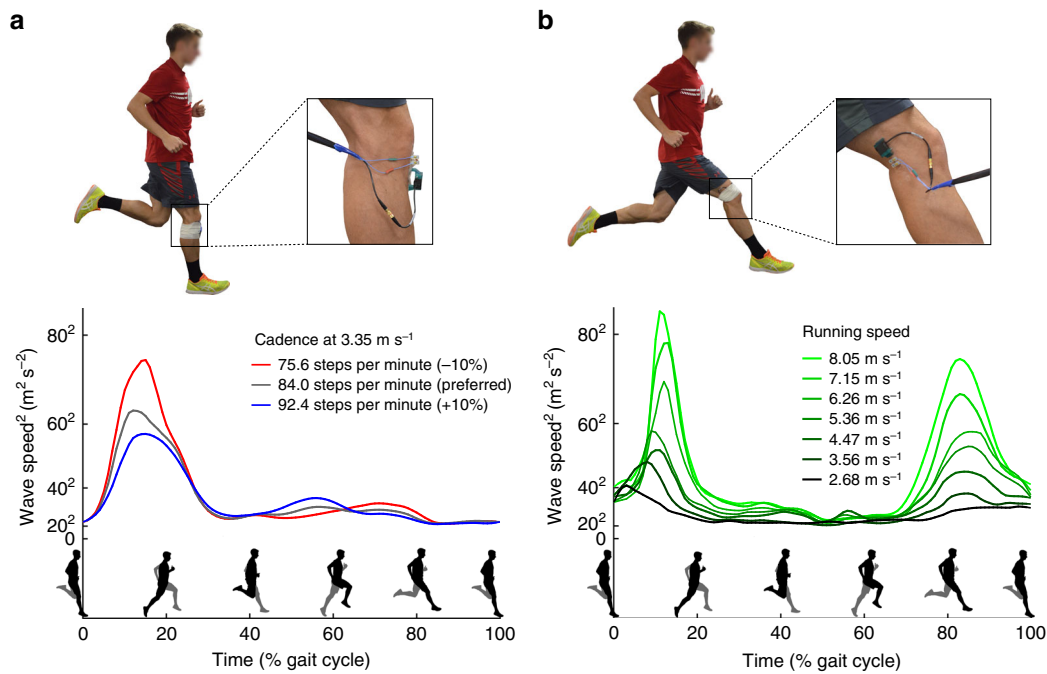 a
Wave speed² (m² s⁻²)
80²
60²
40²
20²
0
Cadence at 3.35 m s⁻¹
75.6 steps per minute (–10%)
84.0 steps per minute (preferred)
92.4 steps per minute (+10%)
0 20 40 60 80 100
Time (% gait cycle)
b
Wave speed² (m² s⁻²)
80²
60²
40²
20²
0
Running speed
8.05 m s⁻¹
7.15 m s⁻¹
6.26 m s⁻¹
5.36 m s⁻¹
4.47 m s⁻¹
3.56 m s⁻¹
2.68 m s⁻¹
0 20 40 60 80 100
Time (% gait cycle)